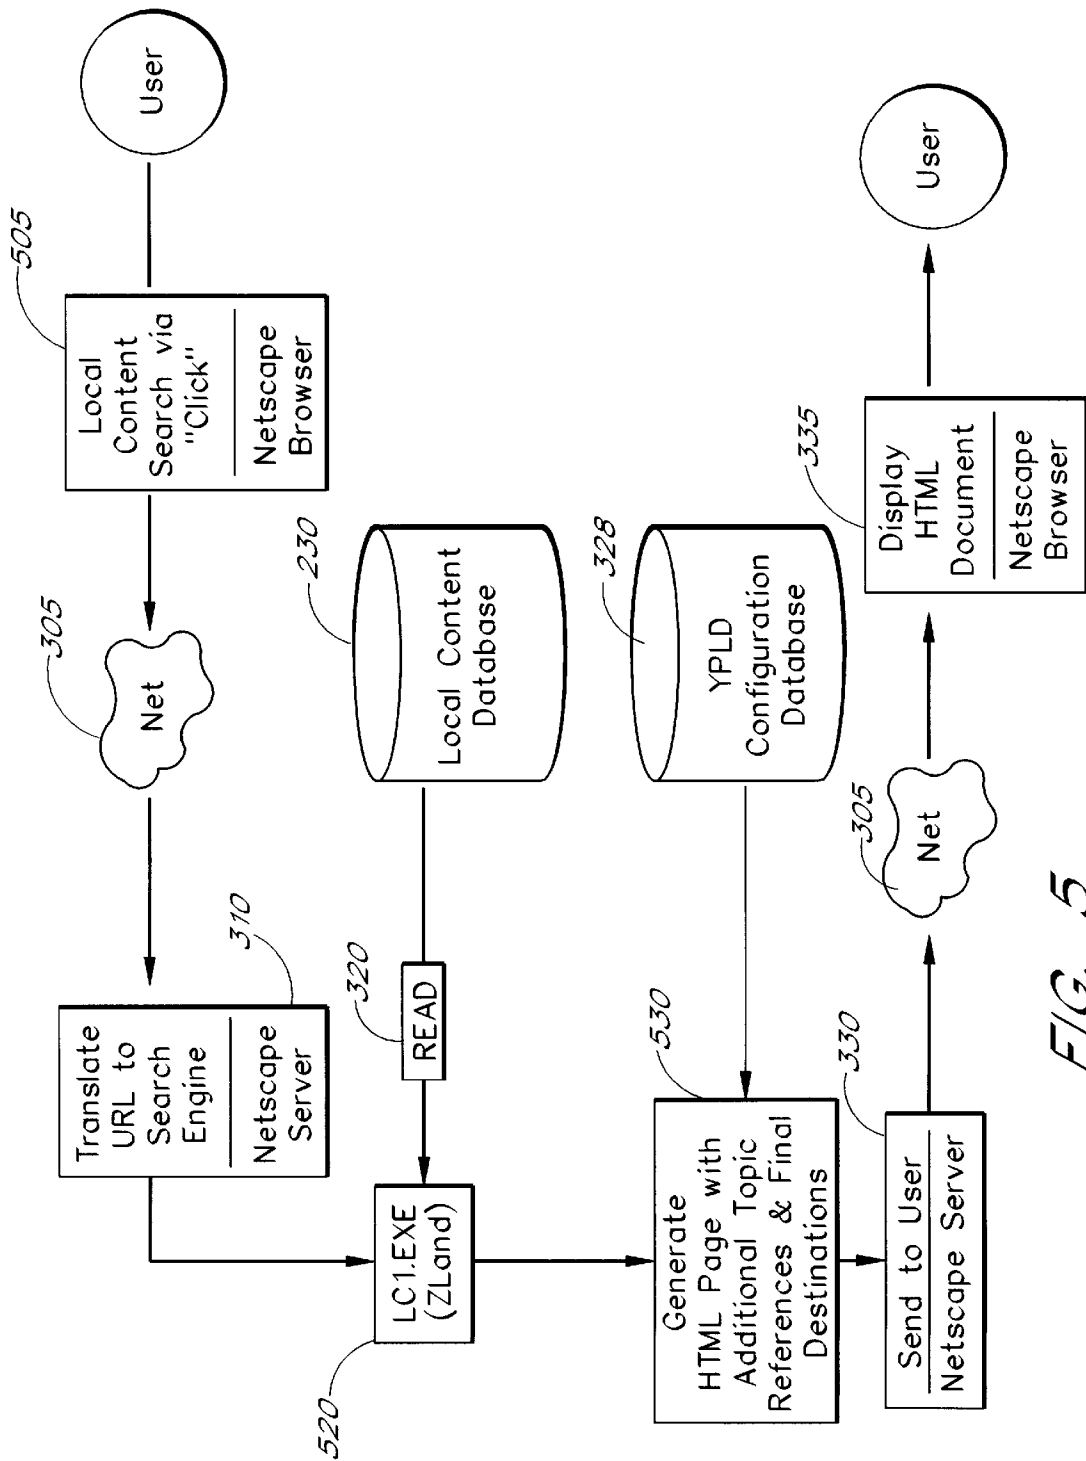 User
505
Local
Content
Search via
"Click"
Netscape
Browser
305
Net
310
Translate
URL to
Search
Engine
Netscape
Server
230
Local Content
Database
320
READ
LC1.EXE
(ZLand)
520
328
YPLD
Configuration
Database
530
Generate
HTML Page with
Additional Topic
References & Final
Destinations
330
Send to User
Netscape Server
305
Net
335
Display
HTML
Document
Netscape
Browser
User
FIG. 5